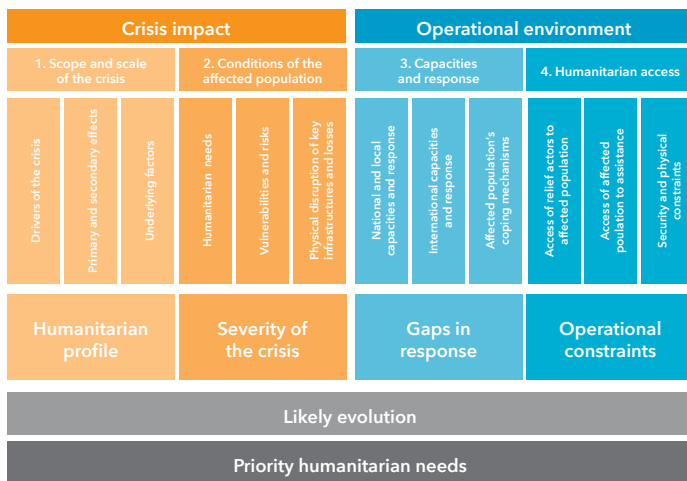 Crisis impact
Operational environment
1. Scope and scale
of the crisis
2. Conditions of the
affected population
3. Capacities
and response
4. Humanitarian access
Drivers of the crisis
Primary and secondary effects
Underlying factors
Humanitarian needs
Vulnerabilities and risks
Physical disruption of key
infrastructures and losses
National and local
capacities and response
International capacities
and response
Affected population's
coping mechanisms
Access of relief actors to
affected population
Access of affected
poulation to assistance
Security and physical
constraints
Humanitarian
profile
Severity of
the crisis
Gaps in
response
Operational
constraints
Likely evolution
Priority humanitarian needs